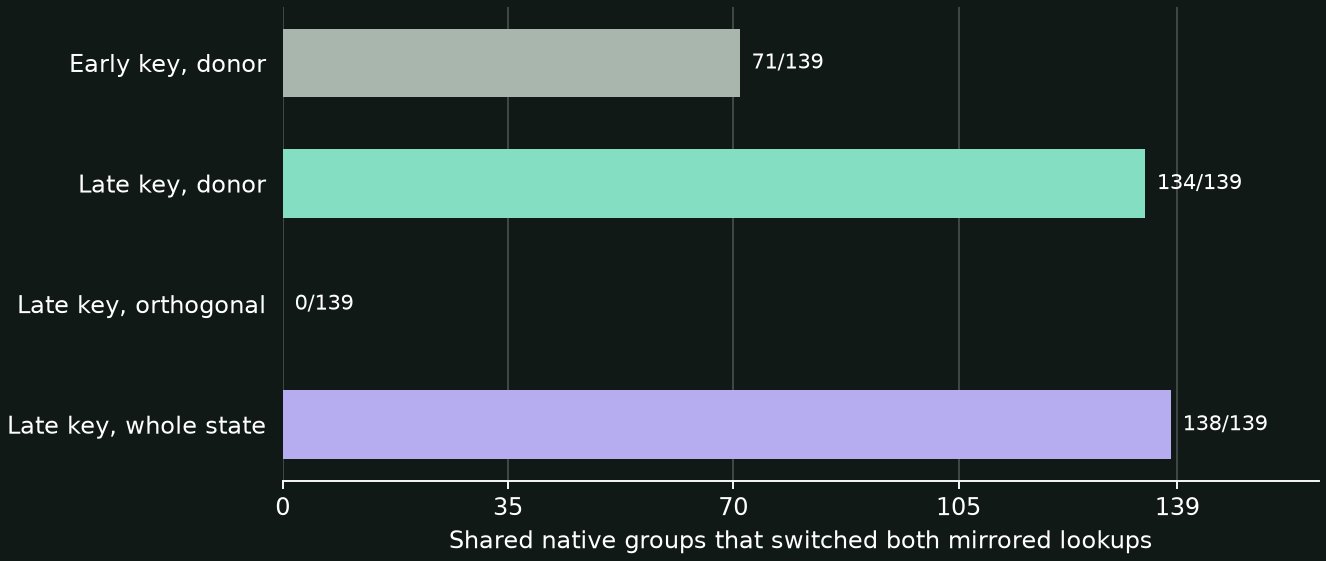 Early key, donor 71/139
Late key, donor 134/139
Late key, orthogonal 0/139
Late key, whole state 138/139
0 35 70 105 139
Shared native groups that switched both mirrored lookups